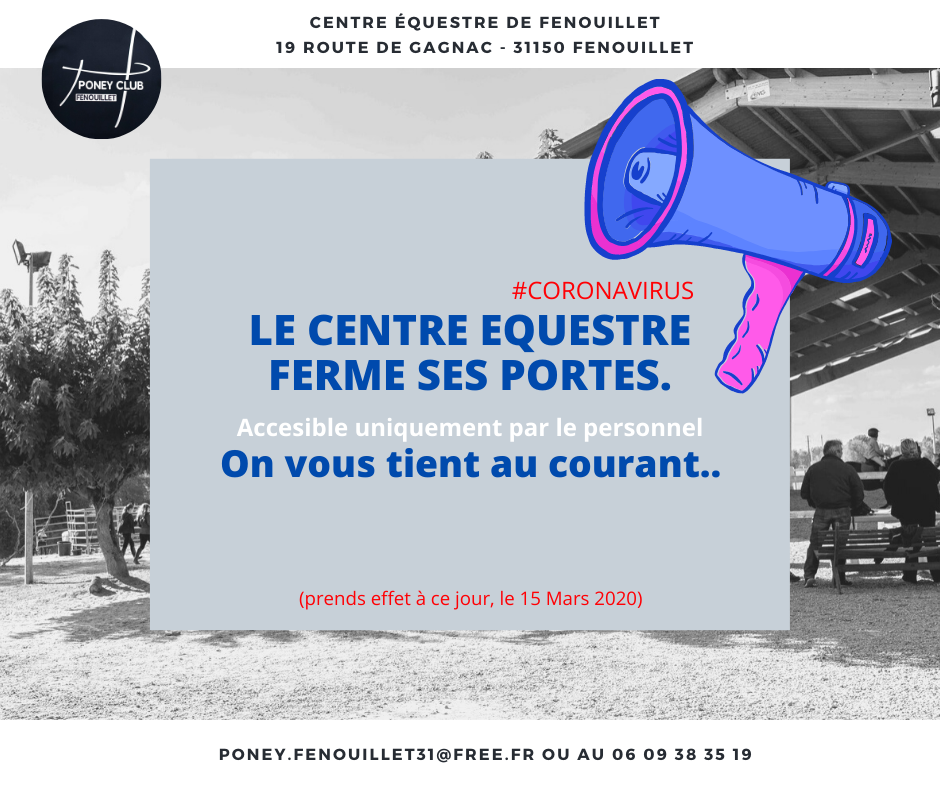 CENTRE ÉQUESTRE DE FENOUILLET
19 ROUTE DE GAGNAC - 31150 FENOUILLET
PONEY CLUB
FENOUILLET
#CORONAVIRUS
LE CENTRE EQUESTRE
FERME SES PORTES.
Accesible uniquement par le personnel
On vous tient au courant..
(prends effet à ce jour, le 15 Mars 2020)
PONEY.FENOUILLET31@FREE.FR OU AU 06 09 38 35 19